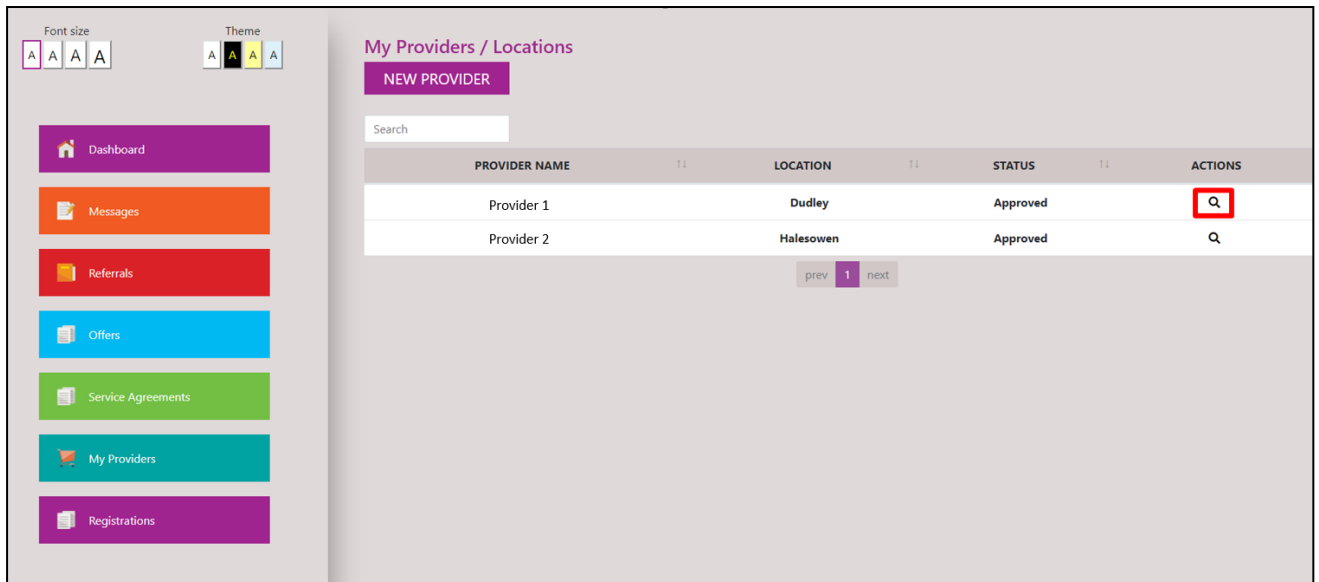 Font size Theme
A A A A A A A A
My Providers / Locations
NEW PROVIDER
Search
PROVIDER NAME LOCATION STATUS ACTIONS
Provider 1 Dudley Approved
Provider 2 Halesowen Approved
prev 1 next
Dashboard
Messages
Referrals
Offers
Service Agreements
My Providers
Registrations